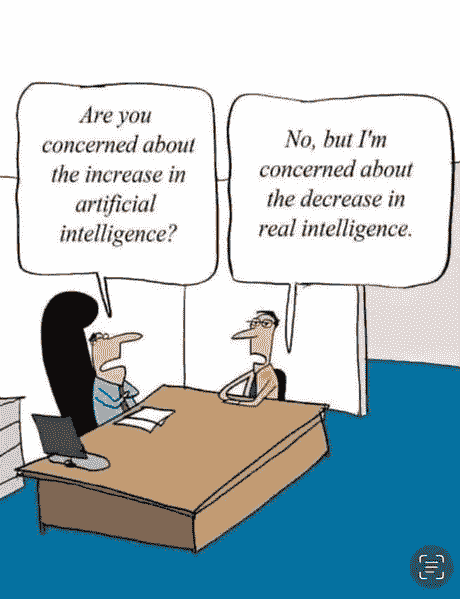 Are you
concerned about
the increase in
artificial
intelligence?
No, but I'm
concerned about
the decrease in
real intelligence.